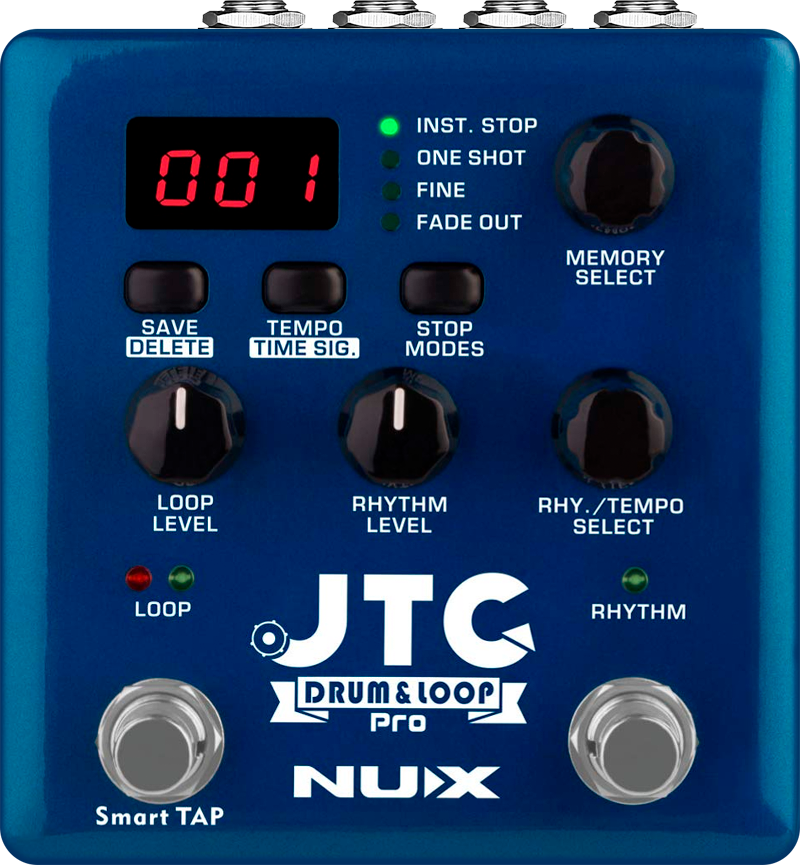 001
INST. STOP
ONE SHOT
FINE
FADE OUT
MEMORY
SELECT
SAVE
DELETE
TEMPO
TIME SIG.
STOP
MODES
LOOP
LEVEL
RHYTHM
LEVEL
RHY./TEMPO
SELECT
LOOP
RHYTHM
JTC
DRUM&LOOP
Pro
NUX
Smart TAP